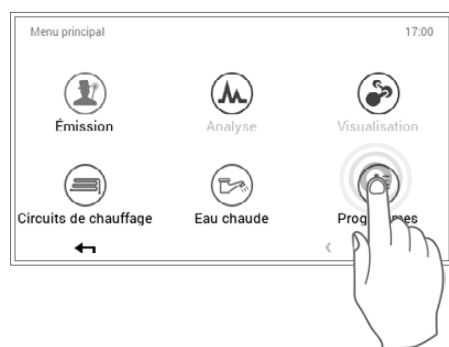 Menu principal 17:00
Émission Analyse Visualisation
Circuits de chauffage Eau chaude